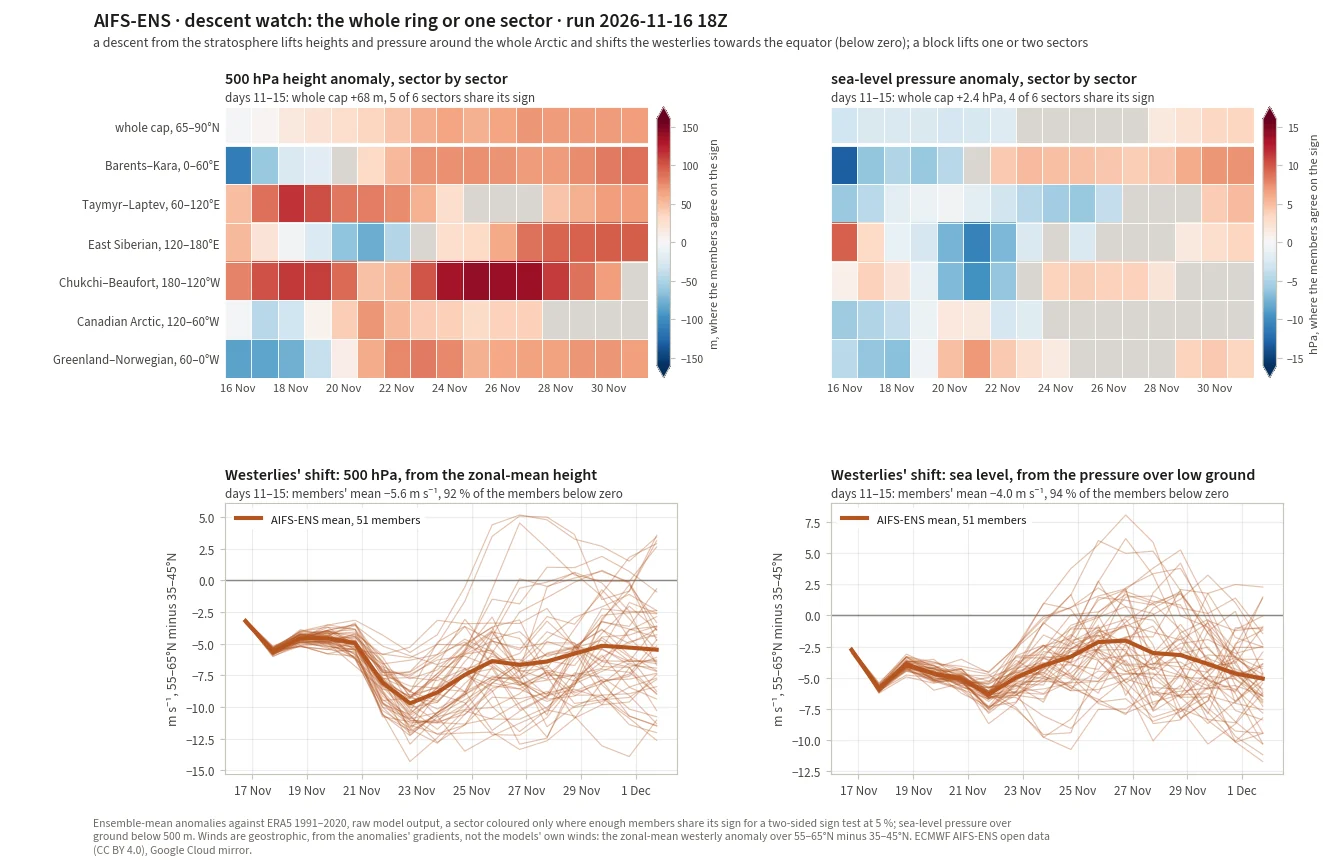 AIFS-ENS · descent watch: the whole ring or one sector · run 2026-11-16 18Z
a descent from the stratosphere lifts heights and pressure around the whole Arctic and shifts the westerlies towards the equator (below zero); a block lifts one or two sectors
500 hPa height anomaly, sector by sector
days 11–15: whole cap +68 m, 5 of 6 sectors share its sign
whole cap, 65–90°N
Barents–Kara, 0–60°E
Taymyr–Laptev, 60–120°E
East Siberian, 120–180°E
Chukchi–Beaufort, 180–120°W
Canadian Arctic, 120–60°W
Greenland–Norwegian, 60–0°W
16 Nov 18 Nov 20 Nov 22 Nov 24 Nov 26 Nov 28 Nov 30 Nov
150
100
50
0
−50
−100
−150
m, where the members agree on the sign
sea-level pressure anomaly, sector by sector
days 11–15: whole cap +2.4 hPa, 4 of 6 sectors share its sign
16 Nov 18 Nov 20 Nov 22 Nov 24 Nov 26 Nov 28 Nov 30 Nov
15
10
5
0
−5
−10
−15
hPa, where the members agree on the sign
Westerlies' shift: 500 hPa, from the zonal-mean height
days 11–15: members' mean −5.6 m s⁻¹, 92 % of the members below zero
AIFS-ENS mean, 51 members
5.0
2.5
0.0
−2.5
−5.0
−7.5
−10.0
−12.5
−15.0
m s⁻¹, 55–65°N minus 35–45°N
17 Nov 19 Nov 21 Nov 23 Nov 25 Nov 27 Nov 29 Nov 1 Dec
Westerlies' shift: sea level, from the pressure over low ground
days 11–15: members' mean −4.0 m s⁻¹, 94 % of the members below zero
AIFS-ENS mean, 51 members
7.5
5.0
2.5
0.0
−2.5
−5.0
−7.5
−10.0
−12.5
m s⁻¹, 55–65°N minus 35–45°N
17 Nov 19 Nov 21 Nov 23 Nov 25 Nov 27 Nov 29 Nov 1 Dec
Ensemble-mean anomalies against ERA5 1991–2020, raw model output, a sector coloured only where enough members share its sign for a two-sided sign test at 5 %; sea-level pressure over
ground below 500 m. Winds are geostrophic, from the anomalies' gradients, not the models' own winds: the zonal-mean westerly anomaly over 55–65°N minus 35–45°N. ECMWF AIFS-ENS open data
(CC BY 4.0), Google Cloud mirror.